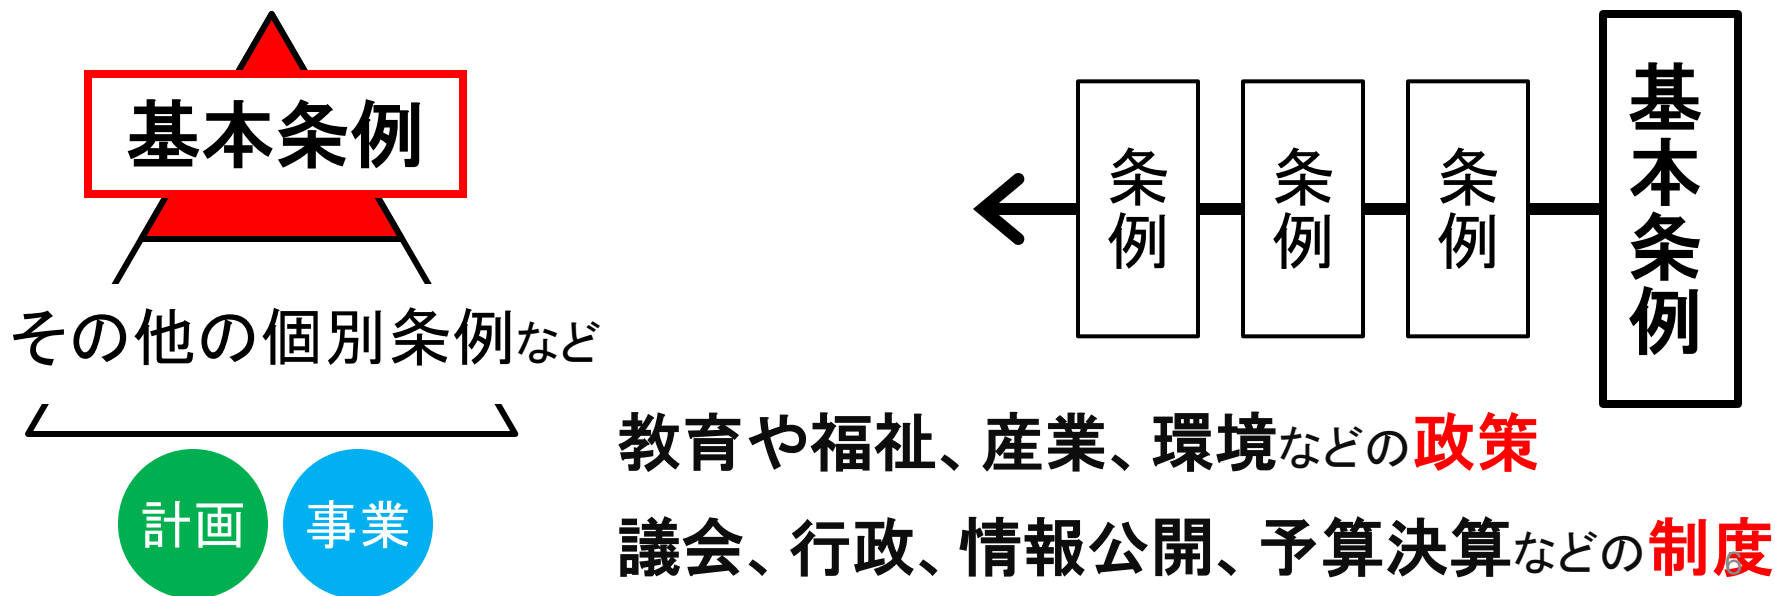 基本条例
その他の個別条例など
計画
事業
基本条例
条例
条例
条例
教育や福祉、産業、環境などの政策
議会、行政、情報公開、予算決算などの制度
6